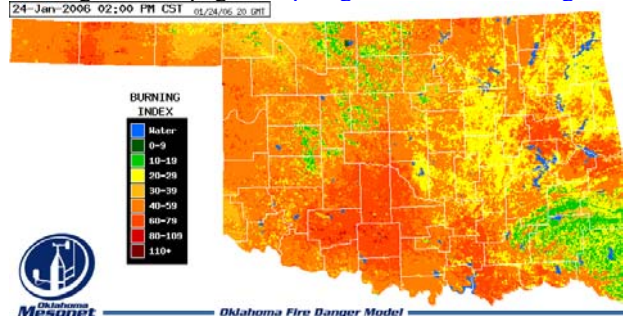 24-Jan-2006 02:00 PM CST 01/24/06.20 GMT
BURNING
INDEX
Water
0-9
10-19
20-29
30-39
40-59
60-79
80-109
110+
Oklahoma
Mesonet
Oklahoma Fire Danger Model